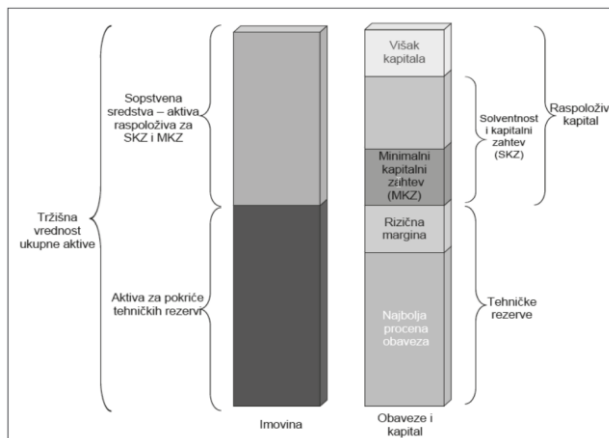 Tržišna
vrednost
ukupne aktive
Sopstvena
sredstva – aktiva
raspoloživa za
SKZ i MKZ
Aktiva za pokriće
tehničkih rezervi
Imovina
Višak
kapitala
Minimalni
kapitalni
zahtev
(MKZ)
Rizična
margina
Najbolja
procena
obaveza
Obaveze i
kapital
Solventnost
i kapitalni
zahtev
(SKZ)
Raspoloživ
kapital
Tehničke
rezerve